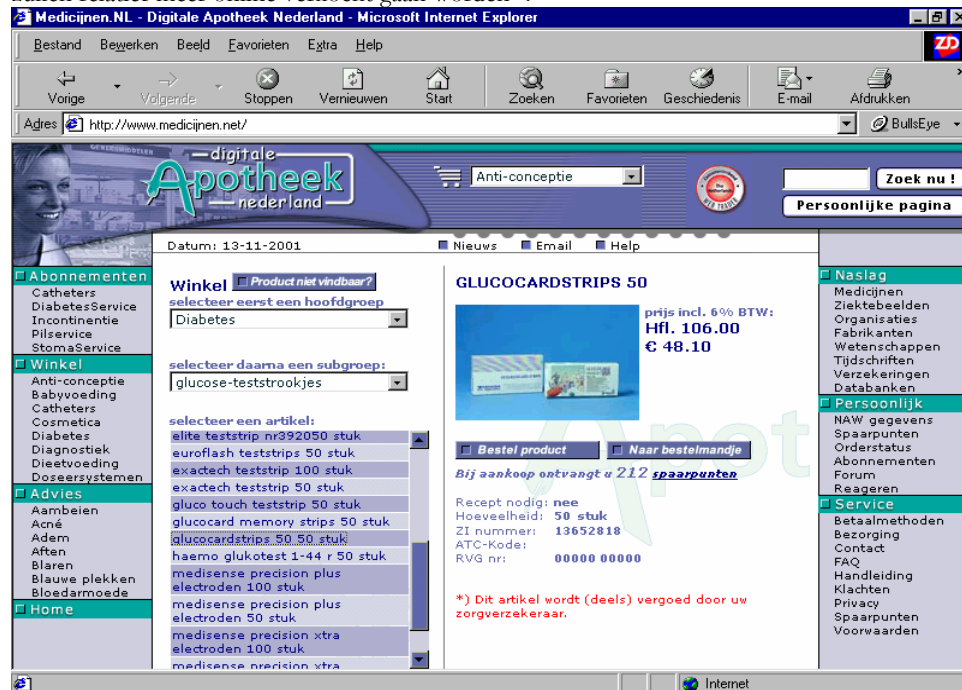 Medicijnen.NL - Digitale Apotheek Nederland - Microsoft Internet Explorer
Bestand Bewerken Beeld Favorieten Extra Help
Vorige Volgende Stoppen Vernieuwen Start Zoeken Favorieten Geschiedenis E-mail Afdrukken
Adres http://www.medicijnen.net/ BullsEye
GENEESMIDDELEN
digitale
Apotheek
nederland
Anti-conceptie
Zoek nu !
Persoonlijke pagina
Datum: 13-11-2001 Nieuws Email Help
Abonnementen
Catheters
DiabetesService
Incontinentie
Pilservice
StomaService
Winkel
Anti-conceptie
Babyvoeding
Catheters
Cosmetica
Diabetes
Diagnostiek
Dieetvoeding
Doseersystemen
Advies
Aambeien
Acné
Adem
Aften
Blaren
Blauwe plekken
Bloedarmoede
Home
Winkel Product niet vindbaar?
selecteer eerst een hoofdgroep
Diabetes
selecteer daarna een subgroep:
glucose-teststrookjes
selecteer een artikel:
elite teststrip nr392050 stuk
euroflash teststrips 50 stuk
exactech teststrip 100 stuk
exactech teststrip 50 stuk
gluco touch teststrip 50 stuk
glucocard memory strips 50 stuk
glucocardstrips 50 50 stuk
haemo glukotest 1-44 r 50 stuk
medisense precision plus
electroden 100 stuk
medisense precision plus
electroden 50 stuk
medisense precision xtra
electroden 100 stuk
medisense precision xtra
GLUCOCARDSTRIPS 50
prijs incl. 6% BTW:
Hfl. 106.00
€ 48.10
Bestel product Naar bestelmandje
Bij aankoop ontvangt u 212 spaarpunten
Recept nodig: nee
Hoeveelheid: 50 stuk
ZI nummer: 13652818
ATC-Kode:
RVG nr: 00000 00000
*) Dit artikel wordt (deels) vergoed door uw
zorgverzekeraar.
Apot
Naslag
Medicijnen
Ziektebeelden
Organisaties
Fabrikanten
Wetenschappen
Tijdschriften
Verzekeringen
Databanken
Persoonlijk
NAW gegevens
Spaarpunten
Orderstatus
Abonnementen
Forum
Reageren
Service
Betaalmethoden
Bezorging
Contact
FAQ
Handleiding
Klachten
Privacy
Spaarpunten
Voorwaarden
Internet